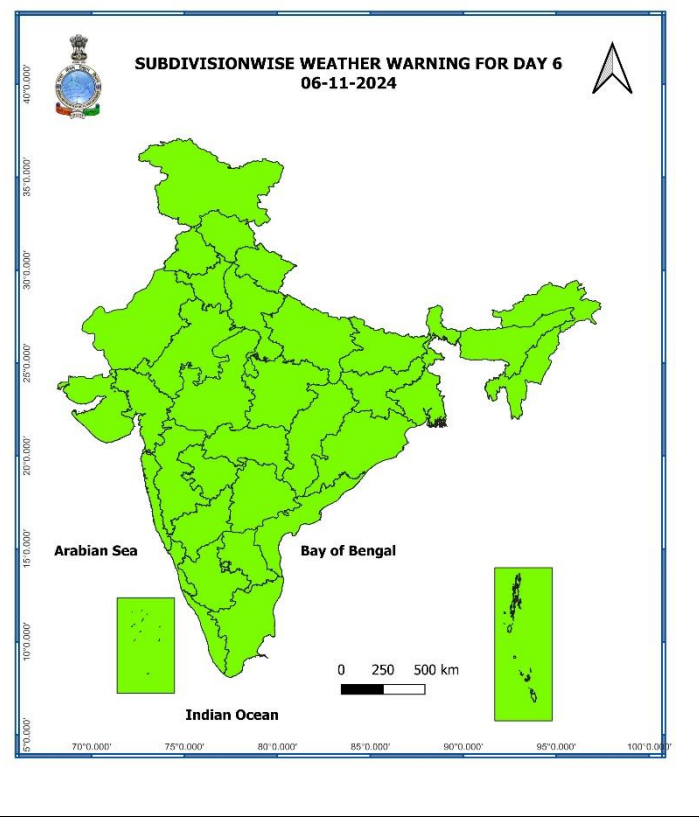 SUBDIVISIONWISE WEATHER WARNING FOR DAY 6
06-11-2024
40°0.000'
35°0.000'
30°0.000'
25°0.000'
20°0.000'
15°0.000'
10°0.000'
5°0.000'
Arabian Sea
Bay of Bengal
0 250 500 km
Indian Ocean
70°0.000' 75°0.000' 80°0.000' 85°0.000' 90°0.000' 95°0.000' 100°0.000'